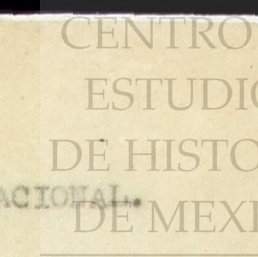 CENTRO
ESTUDIO
DE HISTO
ACIONAL.
DE MEXI